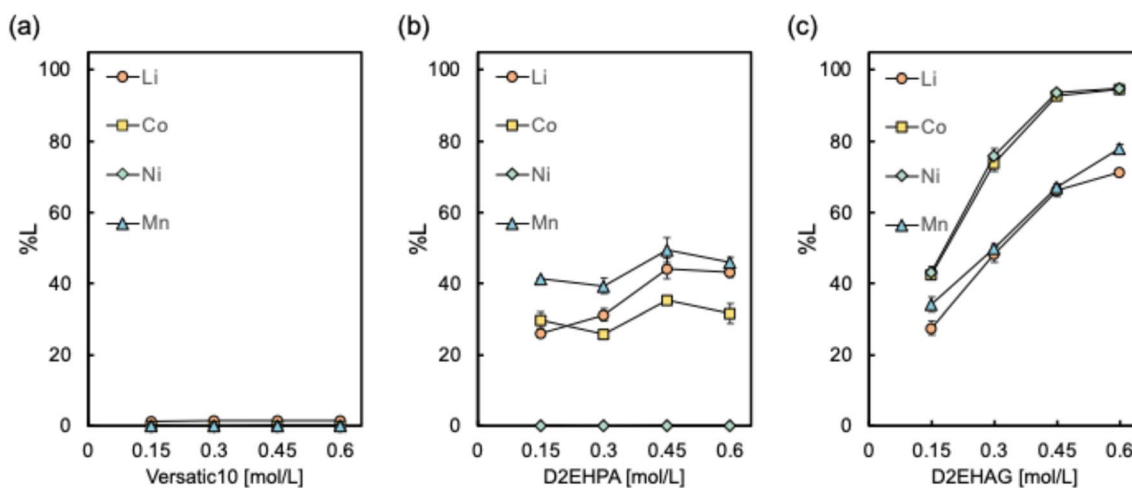 (a)
100
80
60
40
20
0
%L
Li
Co
Ni
Mn
0 0.15 0.3 0.45 0.6
Versatic10 [mol/L]
(b)
100
80
60
40
20
0
%L
Li
Co
Ni
Mn
0 0.15 0.3 0.45 0.6
D2EHPA [mol/L]
(c)
100
80
60
40
20
0
%L
Li
Co
Ni
Mn
0 0.15 0.3 0.45 0.6
D2EHAG [mol/L]